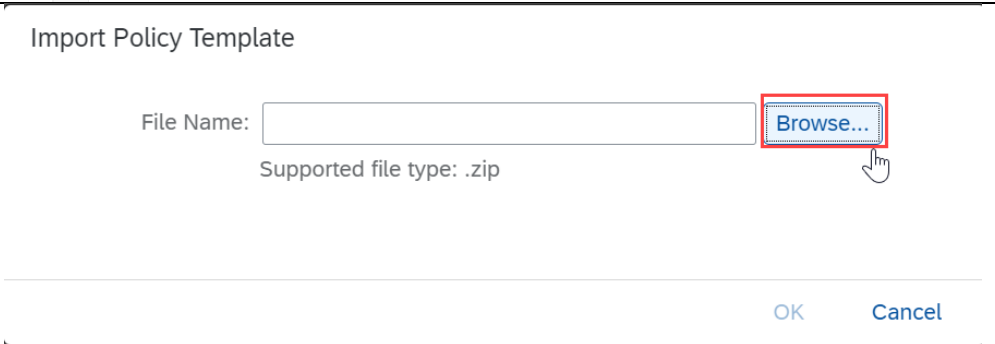 Import Policy Template
File Name: Browse...
Supported file type: .zip
OK Cancel